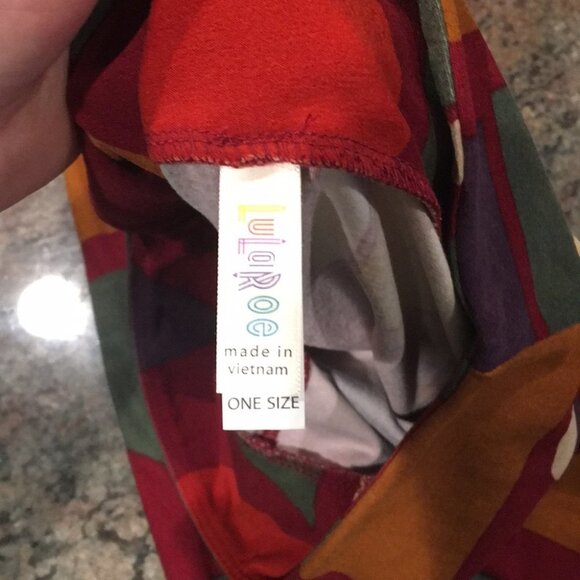 LuLaRoe
made in
vietnam
ONE SIZE